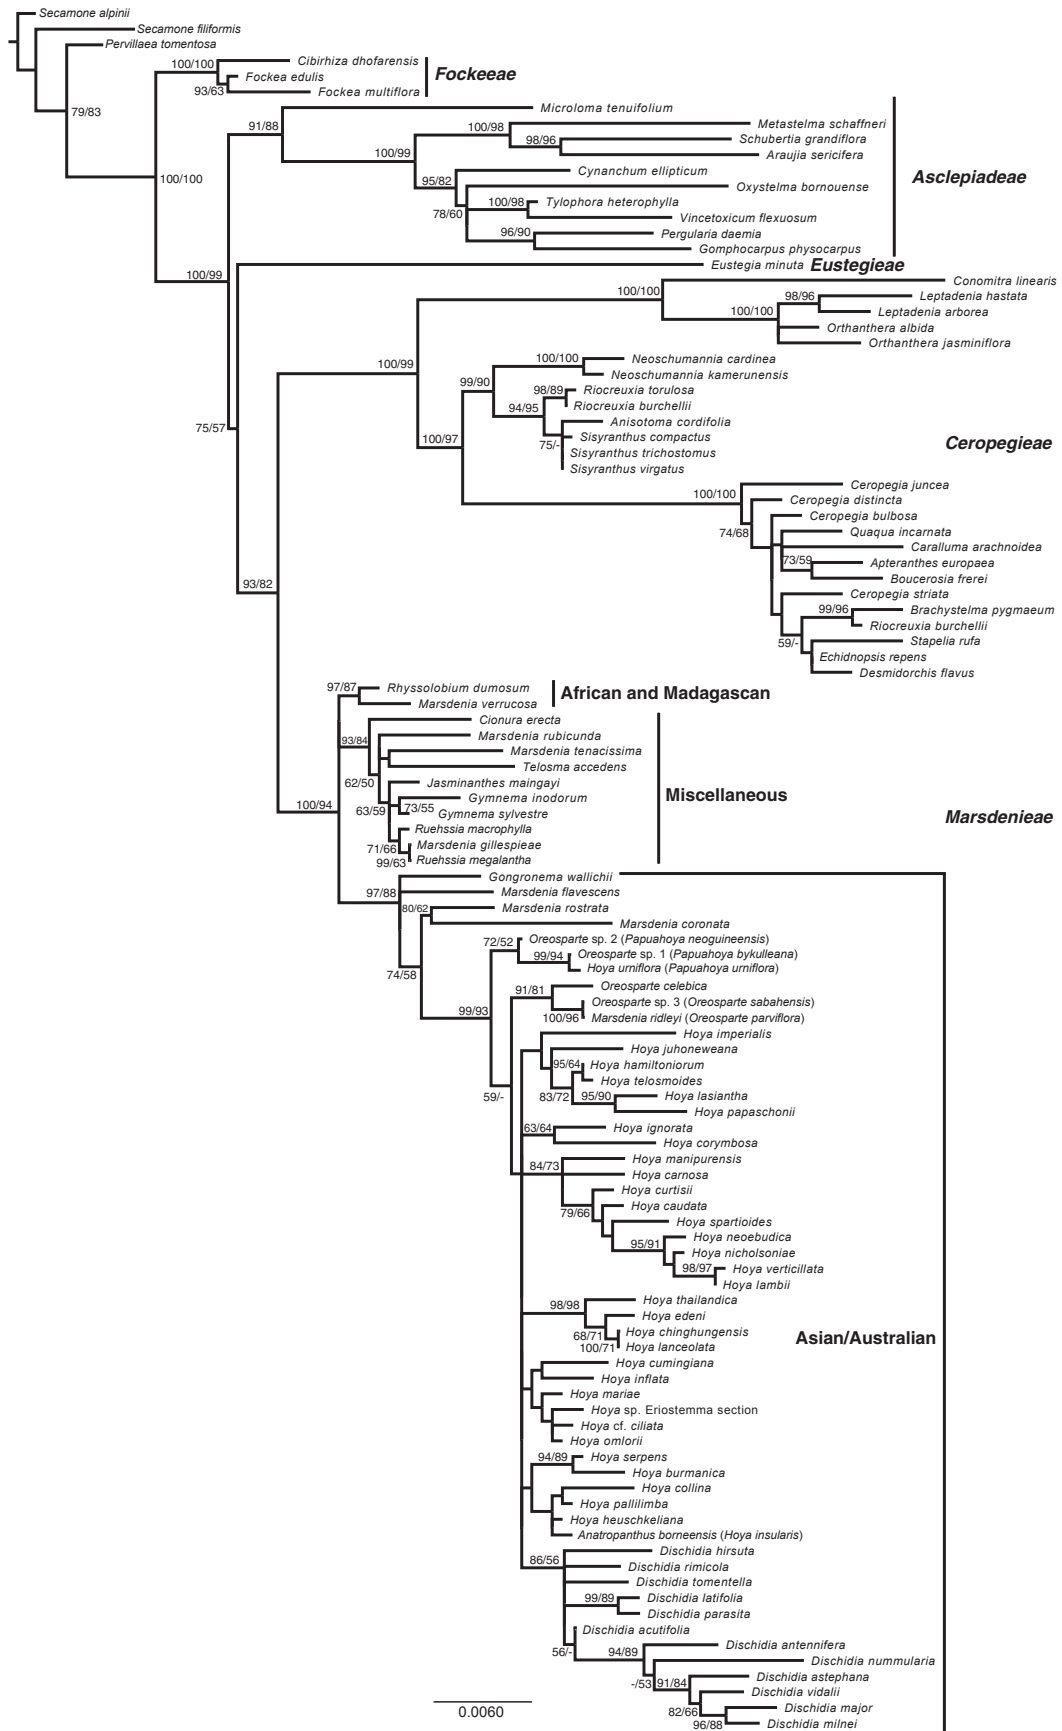 Secamone alpinii
Secamone filiformis
Pervillaea tomentosa
100/100
Cibirhiza dhofarensis
Fockea edulis
Fockeeae
93/63
Fockea multiflora
79/83
Microloma tenuifolium
91/88
100/98
Metastelma schaffneri
98/96
Schubertia grandiflora
100/99
Araujia sericifera
Cynanchum ellipticum
100/100
95/82
Asclepiadeae
Oxystelma bornouense
100/98
Tylophora heterophylla
78/60
Vincetoxicum flexuosum
96/90
Pergularia daemia
Gomphocarpus physocarpus
Eustegia minuta
Eustegieae
100/99
Conomitra linearis
100/100
98/96
Leptadenia hastata
100/100
Leptadenia arborea
Orthanthera albida
Orthanthera jasminiflora
100/99
100/100
Neoschumannia cardinea
Neoschumannia kamerunensis
99/90
98/89
Riocreuxia torulosa
94/95
Riocreuxia burchellii
Anisotoma cordifolia
75/57
100/97
75/-
Sisyranthus compactus
Ceropegieae
Sisyranthus trichostomus
Sisyranthus virgatus
100/100
Ceropegia juncea
Ceropegia distincta
Ceropegia bulbosa
74/68
Quaqua incarnata
Caralluma arachnoidea
73/59
Apteranthes europaea
Boucerosia frerei
93/82
Ceropegia striata
99/96
Brachystelma pygmaeum
Riocreuxia burchellii
59/-
Stapelia rufa
Echidnopsis repens
Desmidorchis flavus
97/87
Rhyssolobium dumosum
African and Madagascan
Marsdenia verrucosa
Cionura erecta
93/84
Marsdenia rubicunda
Marsdenia tenacissima
Telosma accedens
62/50
Jasminanthes maingayi
Miscellaneous
Gymnema inodorum
100/94
63/59
73/55
Gymnema sylvestre
Marsdenieae
Ruehssia macrophylla
71/66
Marsdenia gillespieae
99/63
Ruehssia megalantha
Gongronema wallichii
97/88
Marsdenia flavescens
80/62
Marsdenia rostrata
Marsdenia coronata
72/52
Oreosparte sp. 2 (Papuahoya neoguineensis)
99/94
Oreosparte sp. 1 (Papuahoya bykulleana)
74/58
Hoya urniflora (Papuahoya urniflora)
91/81
Oreosparte celebica
Oreosparte sp. 3 (Oreosparte sabahensis)
99/93
100/96
Marsdenia ridleyi (Oreosparte parviflora)
Hoya imperialis
Hoya juhoneweana
95/64
Hoya hamiltoniorum
Hoya telosmoides
59/-
83/72
95/90
Hoya lasiantha
Hoya papaschonii
63/64
Hoya ignorata
Hoya corymbosa
84/73
Hoya manipurensis
Hoya carnosa
Hoya curtisii
79/66
Hoya caudata
Hoya spartioides
95/91
Hoya neoebudica
Hoya nicholsoniae
98/97
Hoya verticillata
Hoya lambii
98/98
Hoya thailandica
Hoya edeni
68/71
Hoya chinghungensis
Asian/Australian
100/71
Hoya lanceolata
Hoya cumingiana
Hoya inflata
Hoya mariae
Hoya sp. Eriostemma section
Hoya cf. ciliata
Hoya omlorii
94/89
Hoya serpens
Hoya burmanica
Hoya collina
Hoya pallilimba
Hoya heuschkeliana
Anatropanthus borneensis (Hoya insularis)
86/56
Dischidia hirsuta
Dischidia rimicola
Dischidia tomentella
99/89
Dischidia latifolia
Dischidia parasita
Dischidia acutifolia
56/-
94/89
Dischidia antennifera
Dischidia nummularia
-/53
91/84
Dischidia astephana
Dischidia vidalii
82/66
Dischidia major
96/88
Dischidia milnei
0.0060